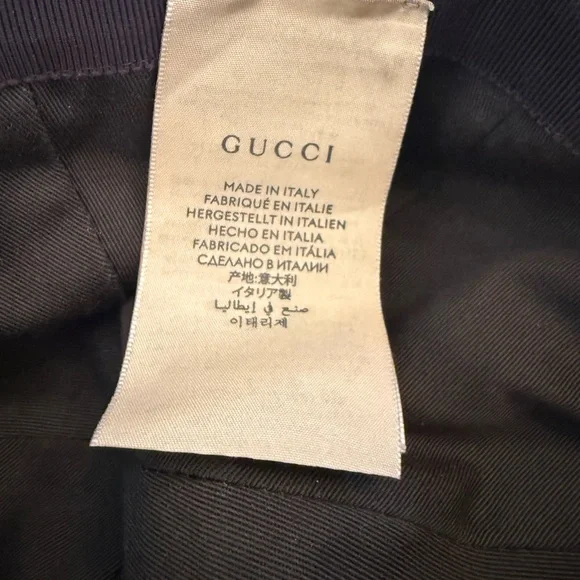 GUCCI
MADE IN ITALY
FABRIQUÉ EN ITALIE
HERGESTELLT IN ITALIEN
HECHO EN ITALIA
FABRICADO EM ITÁLIA
СДЕЛАНО В ИТАЛИИ
产地:意大利
イタリア製
صنع في إيطاليا
이태리제